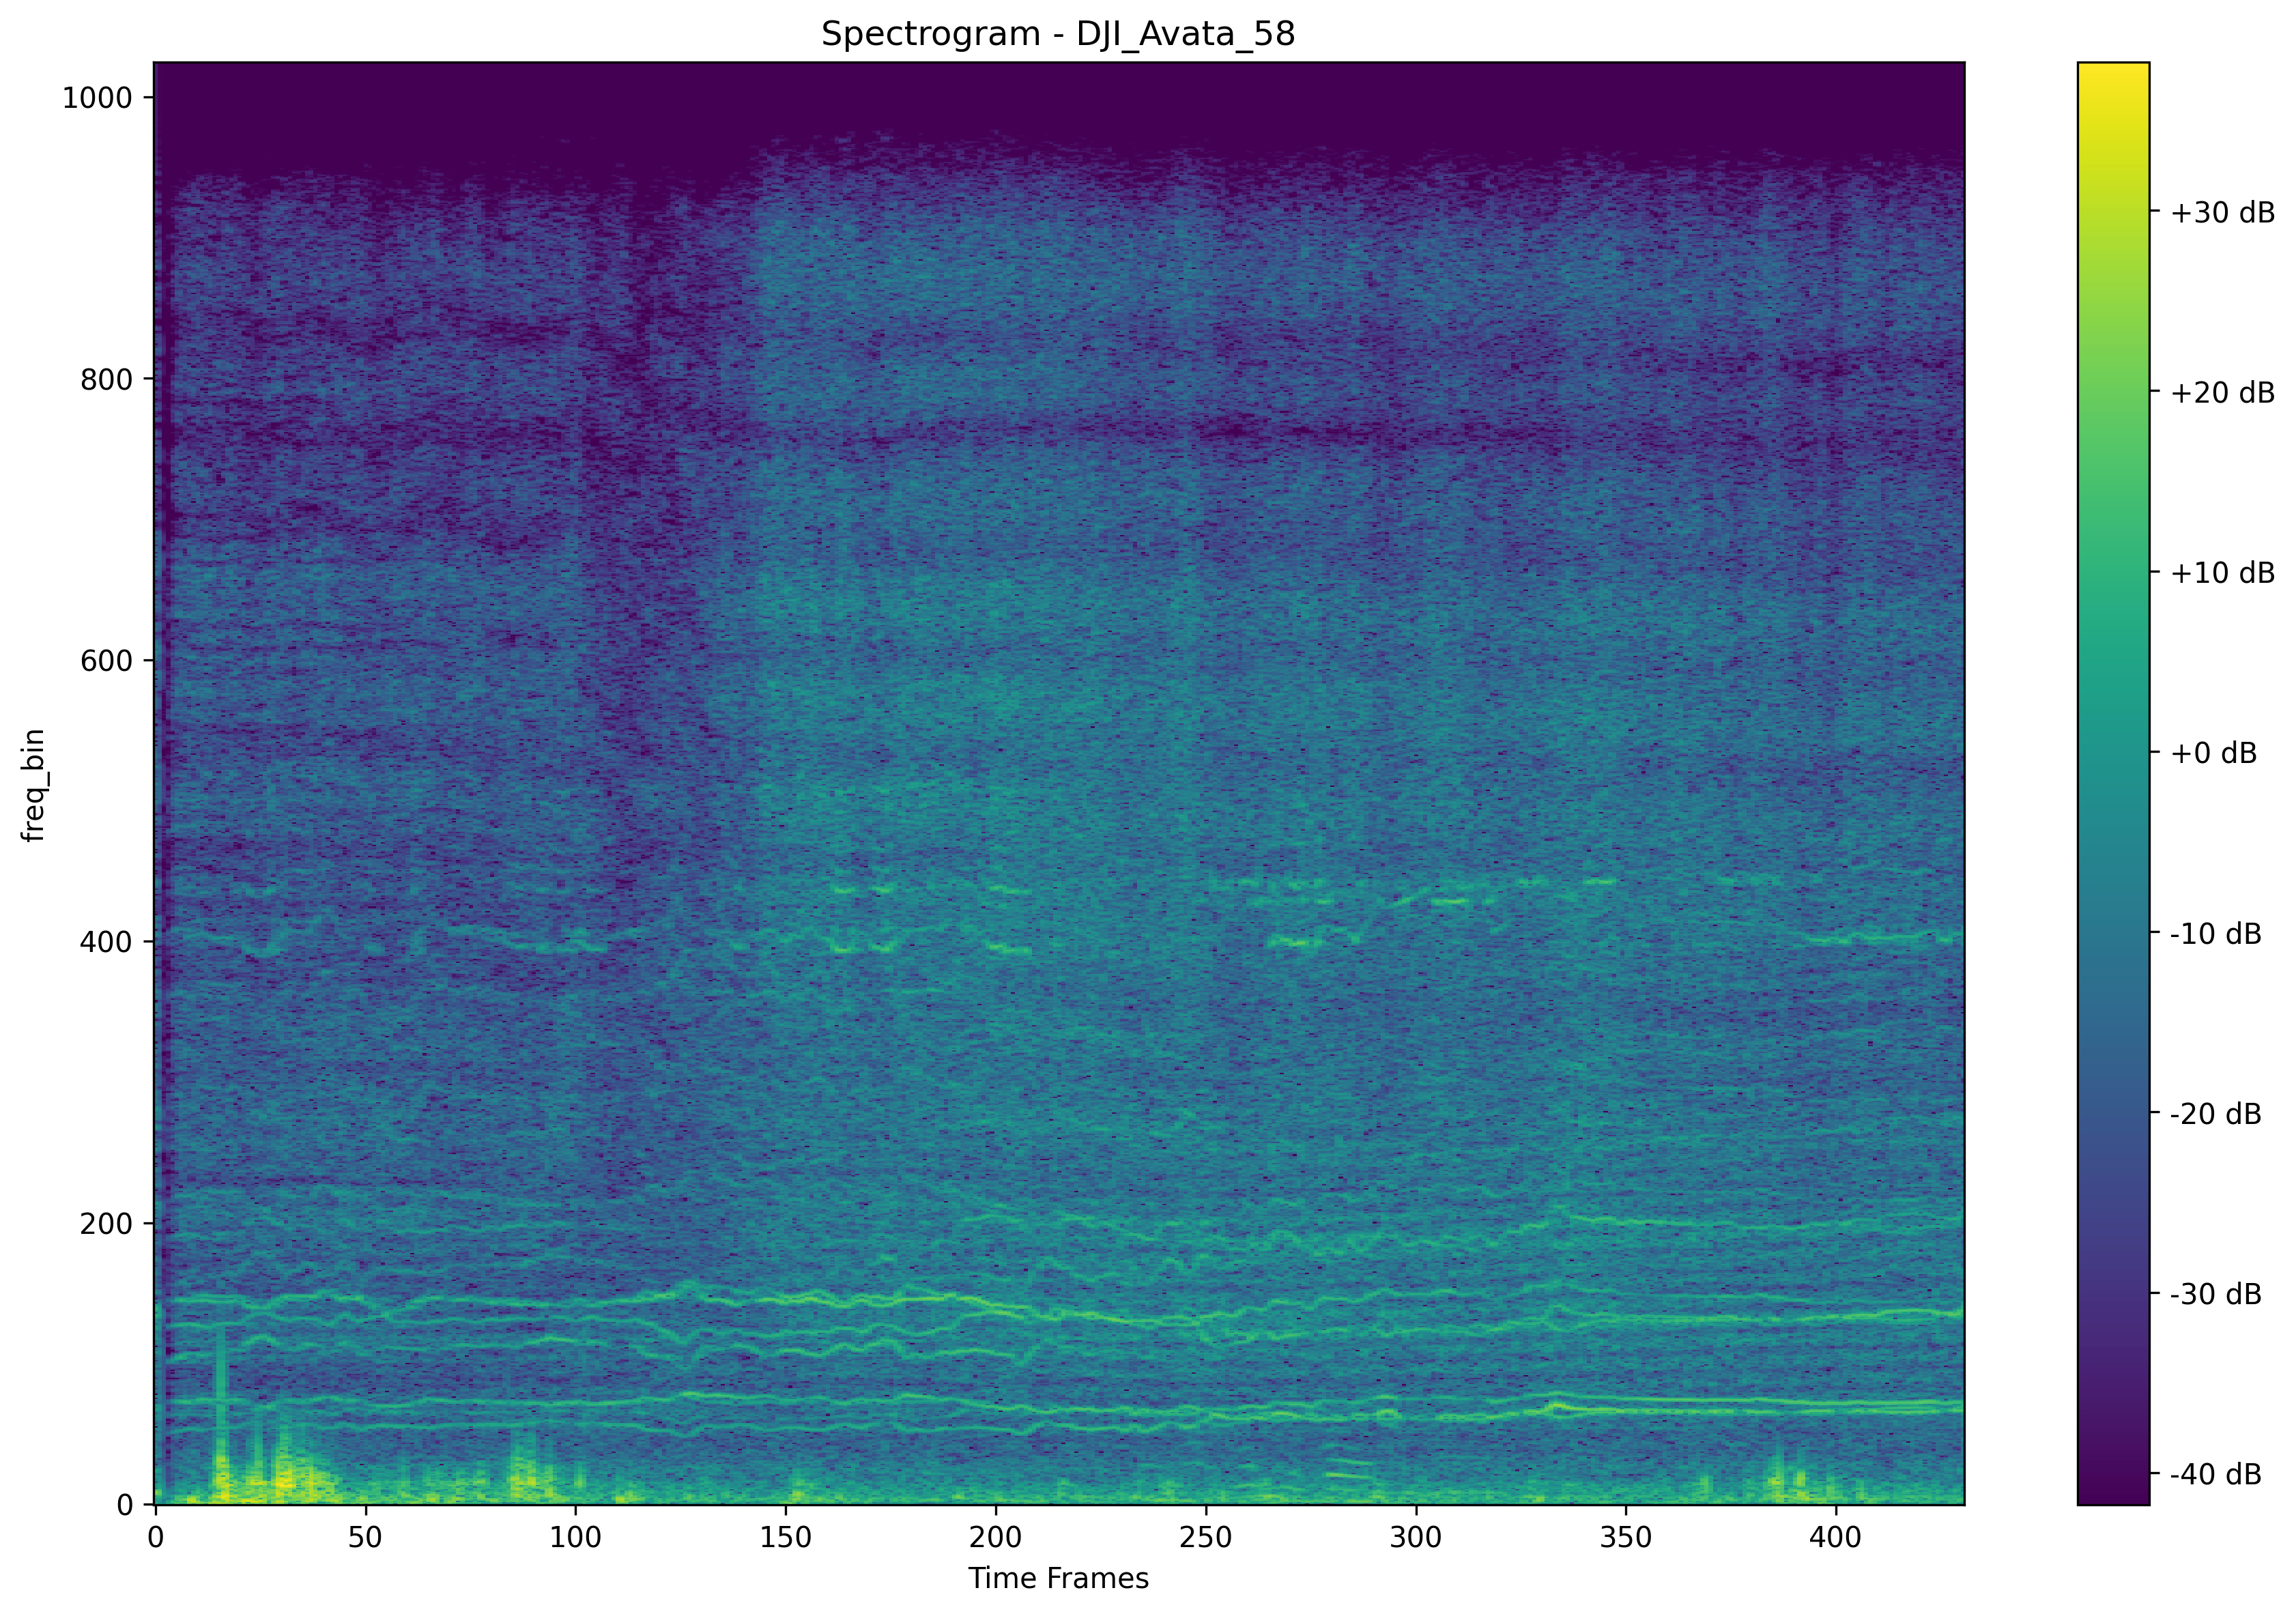 Spectrogram - DJI_Avata_58
1000
800
600
400
200
0
freq_bin
0 50 100 150 200 250 300 350 400
Time Frames
+30 dB
+20 dB
+10 dB
+0 dB
-10 dB
-20 dB
-30 dB
-40 dB